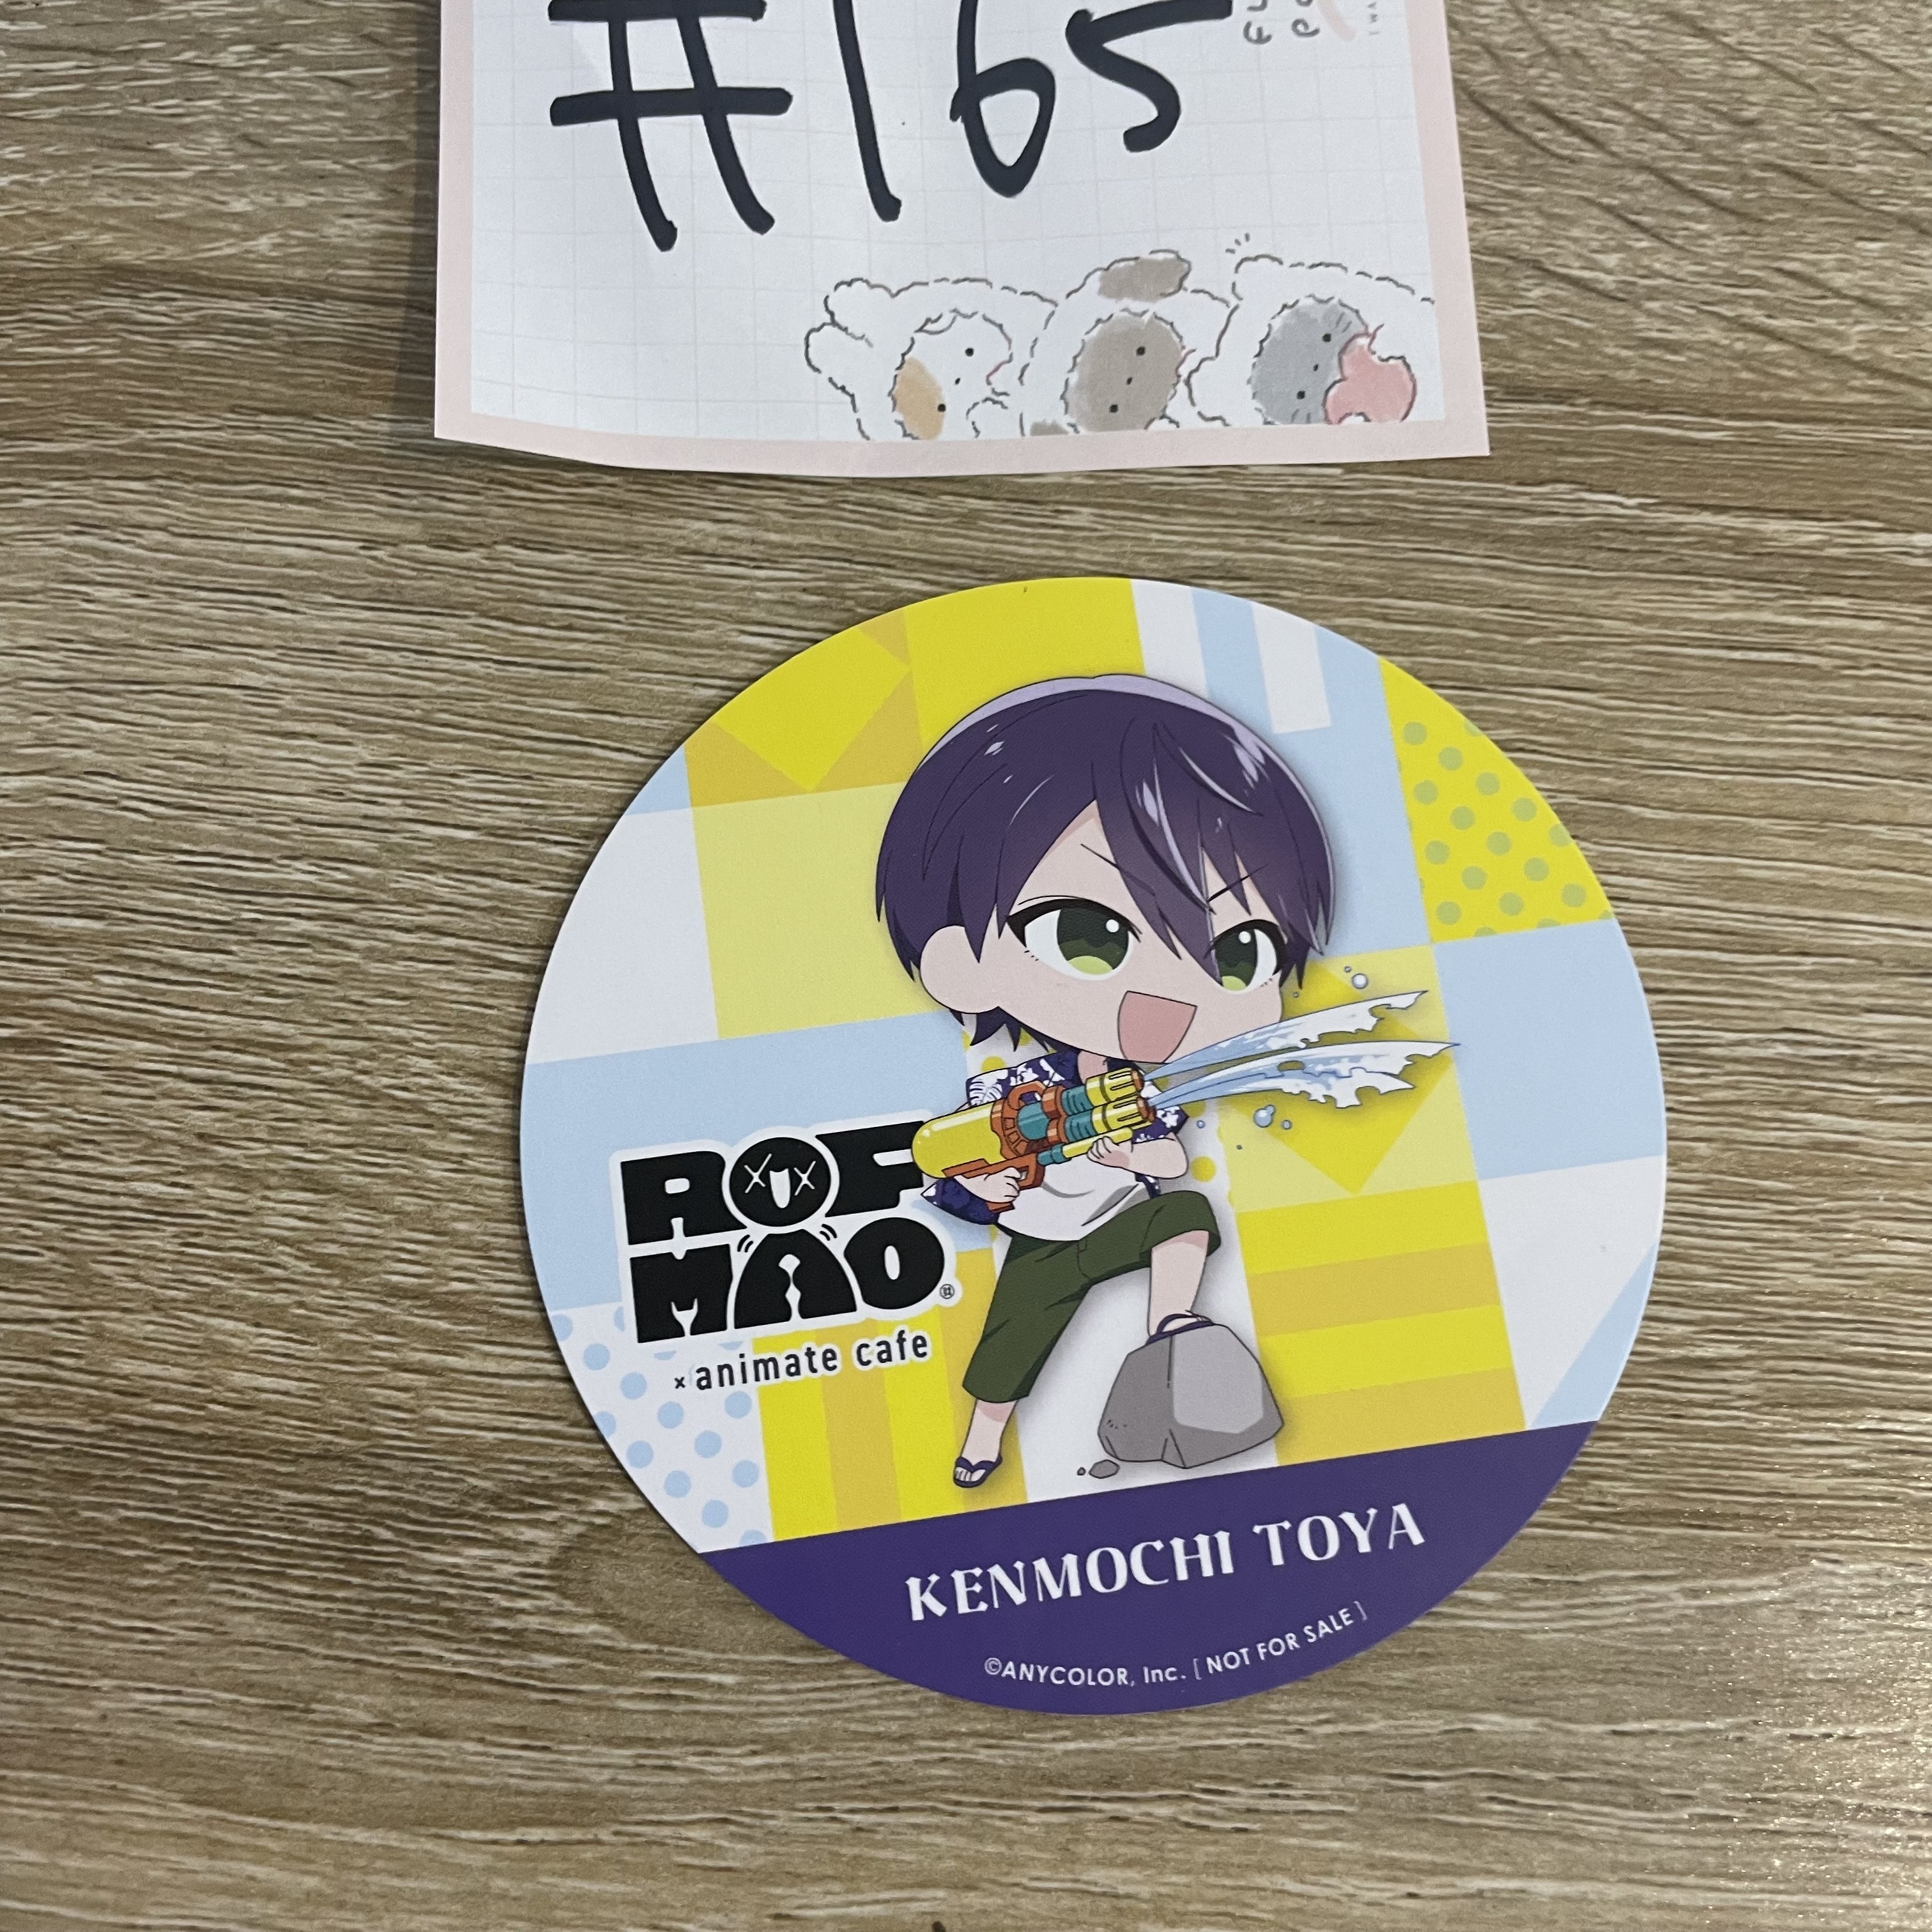 #165
ROF
MAO®
×animate cafe
KENMOCHI TOYA
©ANYCOLOR, Inc. [ NOT FOR SALE ]